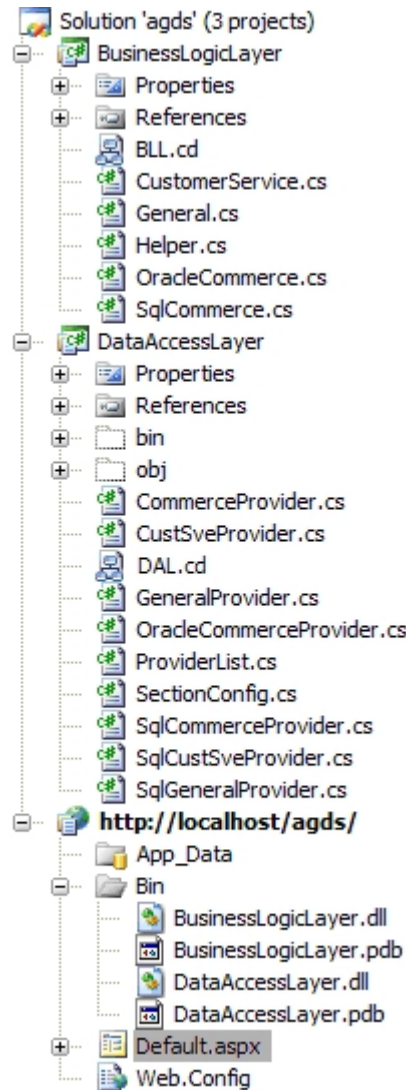 Solution 'agds' (3 projects)
BusinessLogicLayer
Properties
References
BLL.cd
CustomerService.cs
General.cs
Helper.cs
OracleCommerce.cs
SqlCommerce.cs
DataAccessLayer
Properties
References
bin
obj
CommerceProvider.cs
CustSveProvider.cs
DAL.cd
GeneralProvider.cs
OracleCommerceProvider.cs
ProviderList.cs
SectionConfig.cs
SqlCommerceProvider.cs
SqlCustSveProvider.cs
SqlGeneralProvider.cs
http://localhost/agds/
App_Data
Bin
BusinessLogicLayer.dll
BusinessLogicLayer.pdb
DataAccessLayer.dll
DataAccessLayer.pdb
Default.aspx
Web.Config